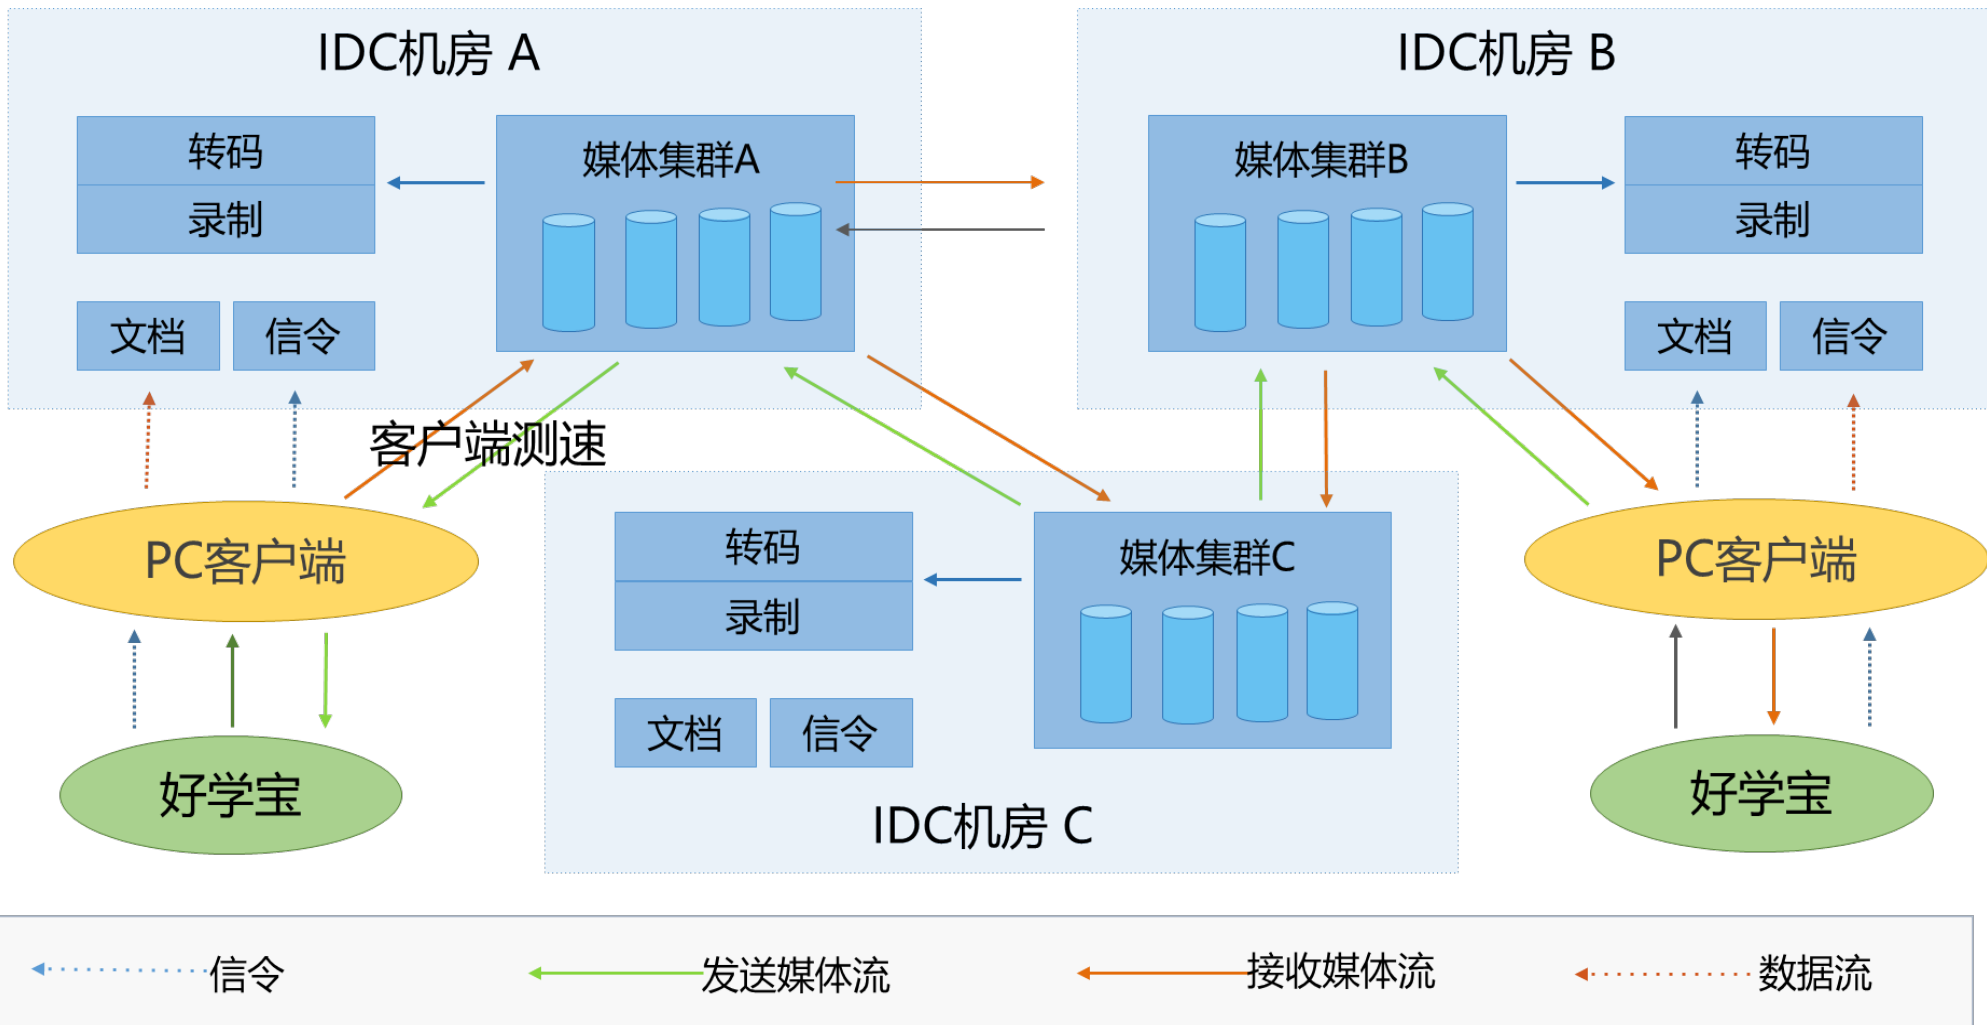 IDC机房 A
IDC机房 B
转码
录制
媒体集群A
媒体集群B
转码
录制
文档
信令
文档
信令
客户端测速
PC客户端
转码
录制
媒体集群C
PC客户端
文档
信令
好学宝
IDC机房 C
好学宝
信令
发送媒体流
接收媒体流
数据流